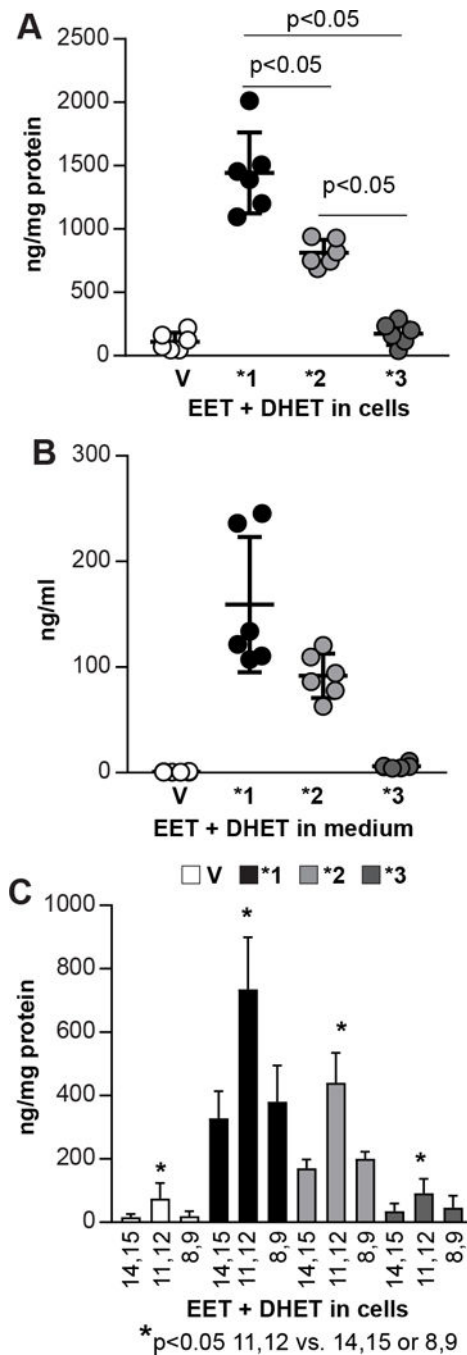 A
2500
2000
1500
1000
500
0
ng/mg protein
p<0.05
p<0.05
p<0.05
V *1 *2 *3
EET + DHET in cells
B
300
200
100
0
ng/ml
V *1 *2 *3
EET + DHET in medium
V *1 *2 *3
C
1000
800
600
400
200
0
ng/mg protein
* * * *
14,15 11,12 8,9 14,15 11,12 8,9 14,15 11,12 8,9 14,15 11,12 8,9
EET + DHET in cells
*p<0.05 11,12 vs. 14,15 or 8,9